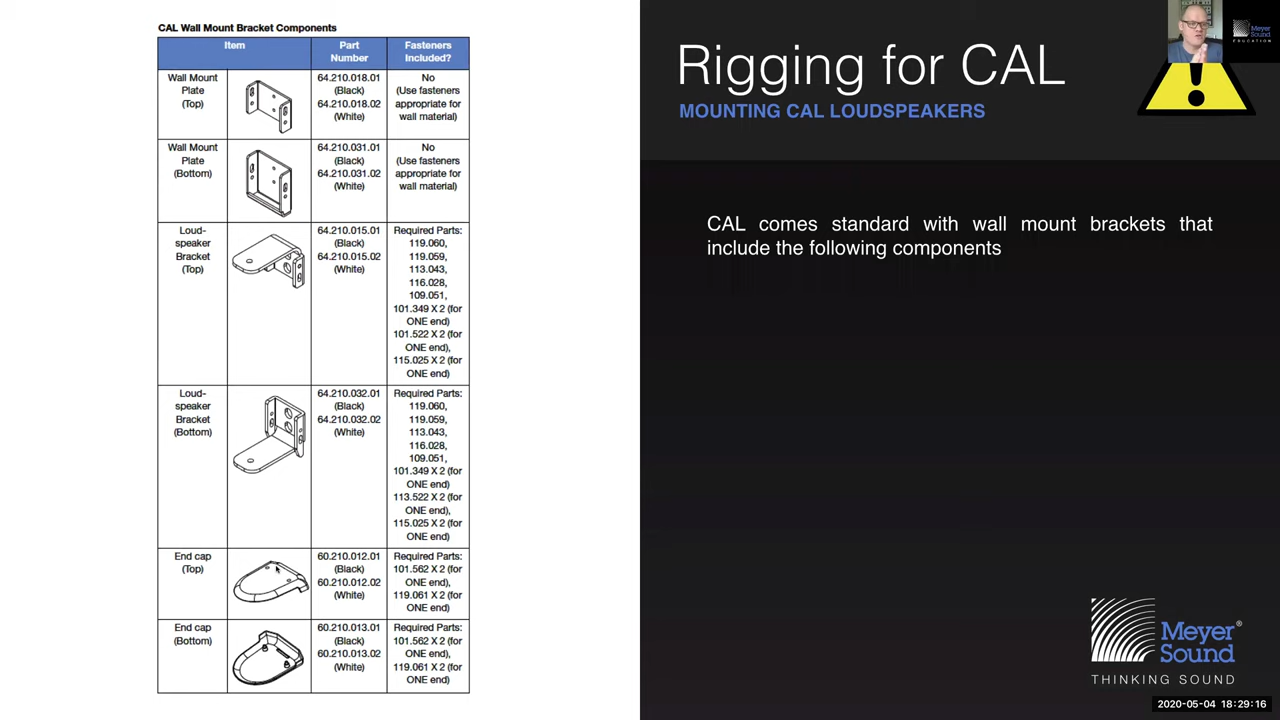 CAL Wall Mount Bracket Components
Item
Part
Number
Fasteners
Included?
Wall Mount
Plate
(Top)
64.210.018.01
(Black)
64.210.018.02
(White)
No
(Use fasteners
appropriate for
wall material)
Wall Mount
Plate
(Bottom)
64.210.031.01
(Black)
64.210.031.02
(White)
No
(Use fasteners
appropriate for
wall material)
Loud-
speaker
Bracket
(Top)
64.210.015.01
(Black)
64.210.015.02
(White)
Required Parts:
119.060,
119.059,
113.043,
116.028,
109.051,
101.349 X 2 (for
ONE end)
101.522 X 2 (for
ONE end),
115.025 X 2 (for
ONE end)
Loud-
speaker
Bracket
(Bottom)
64.210.032.01
(Black)
64.210.032.02
(White)
Required Parts:
119.060,
119.059,
113.043,
116.028,
109.051,
101.349 X 2 (for
ONE end)
113.522 X 2 (for
ONE end),
115.025 X 2 (for
ONE end)
End cap
(Top)
60.210.012.01
(Black)
60.210.012.02
(White)
Required Parts:
101.562 X 2 (for
ONE end),
119.061 X 2 (for
ONE end)
End cap
(Bottom)
60.210.013.01
(Black)
60.210.013.02
(White)
Required Parts:
101.562 X 2 (for
ONE end),
119.061 X 2 (for
ONE end)
Rigging for CAL
MOUNTING CAL LOUDSPEAKERS
Meyer
Sound
EDUCATION
CAL comes standard with wall mount brackets that
include the following components
Meyer®
Sound
THINKING SOUND
2020-05-04 18:29:16